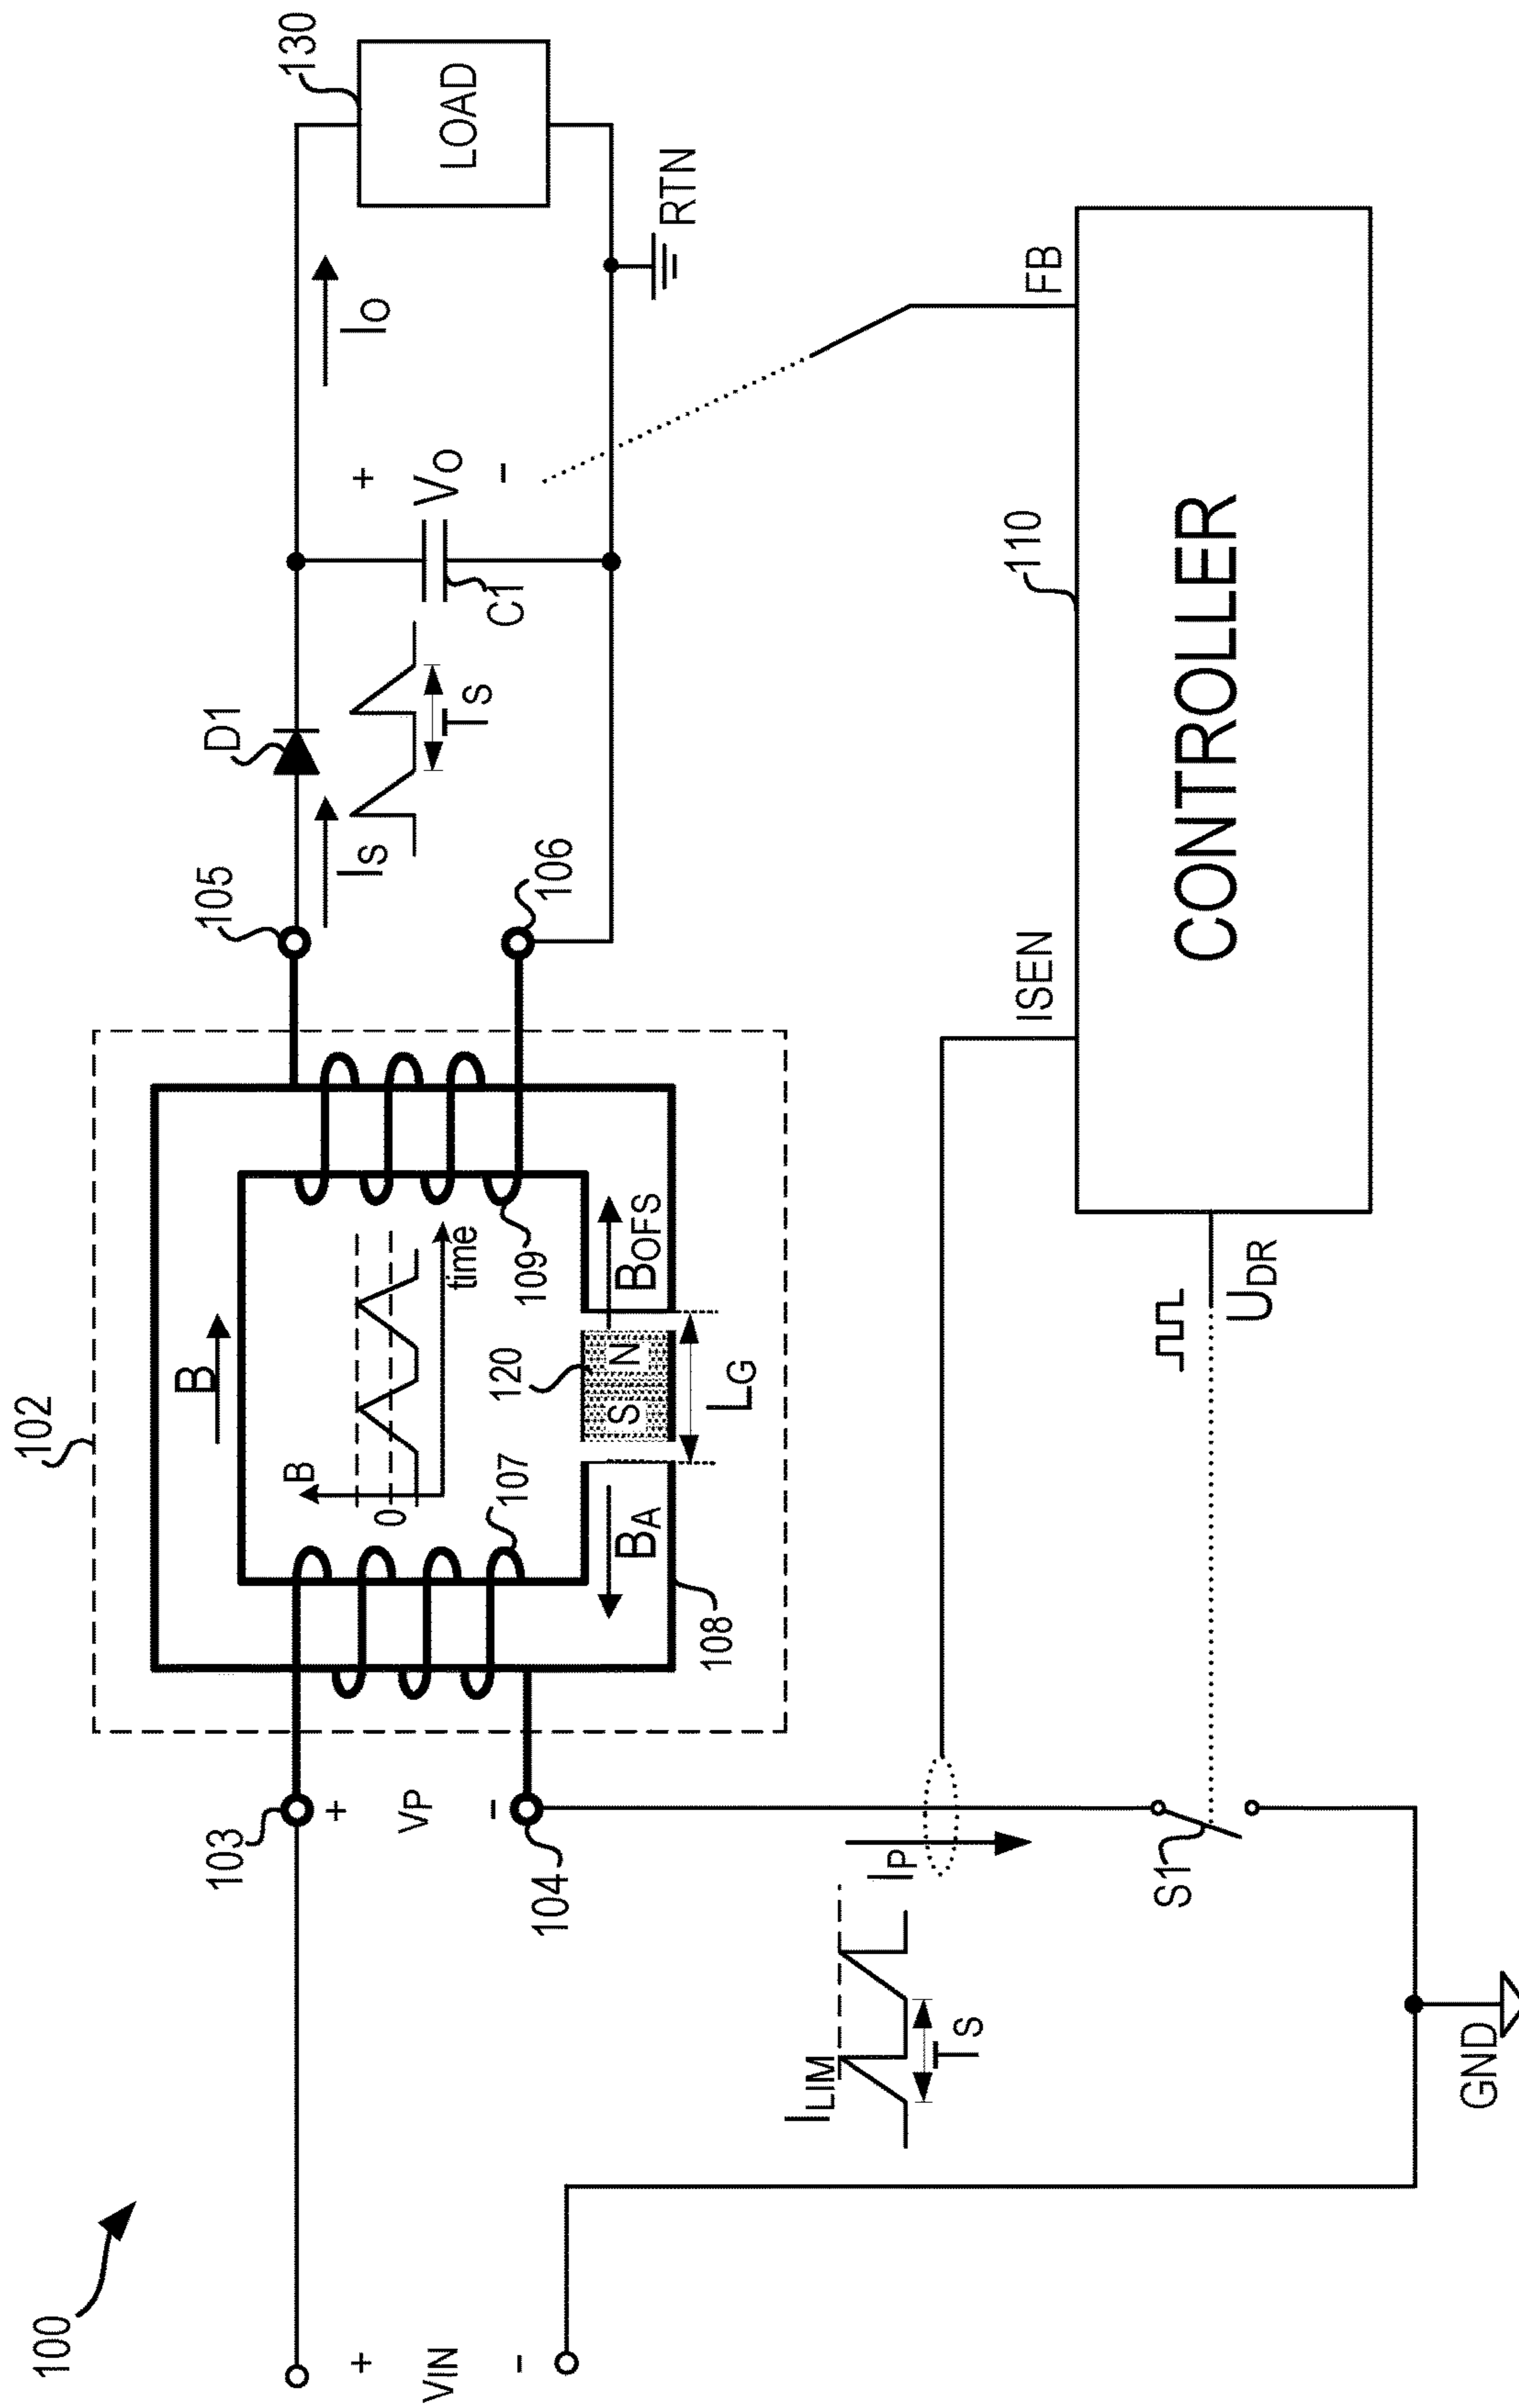 100
102
103
+
VP
-
104
VIN
+
-
B
B
0
time
107
108
109
120
S N
BA
BOFS
LG
105
106
IS
D1
TS
C1
+
VO
-
IO
130
LOAD
RTN
ILIM
TS
IP
S1
GND
UDR
ISEN
FB
110
CONTROLLER